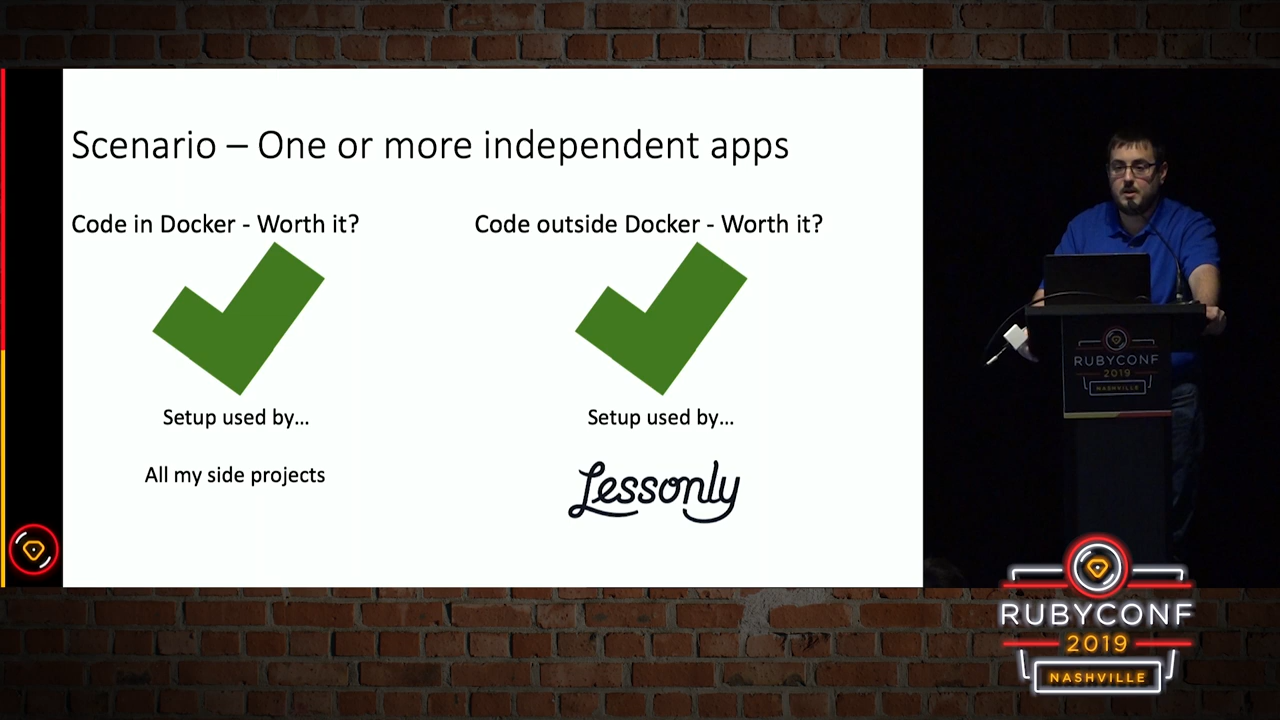 Scenario – One or more independent apps
Code in Docker - Worth it?
Code outside Docker - Worth it?
Setup used by...
Setup used by...
All my side projects
Lessonly
RUBYCONF
2019
NASHVILLE
RUBYCONF
2019
NASHVILLE